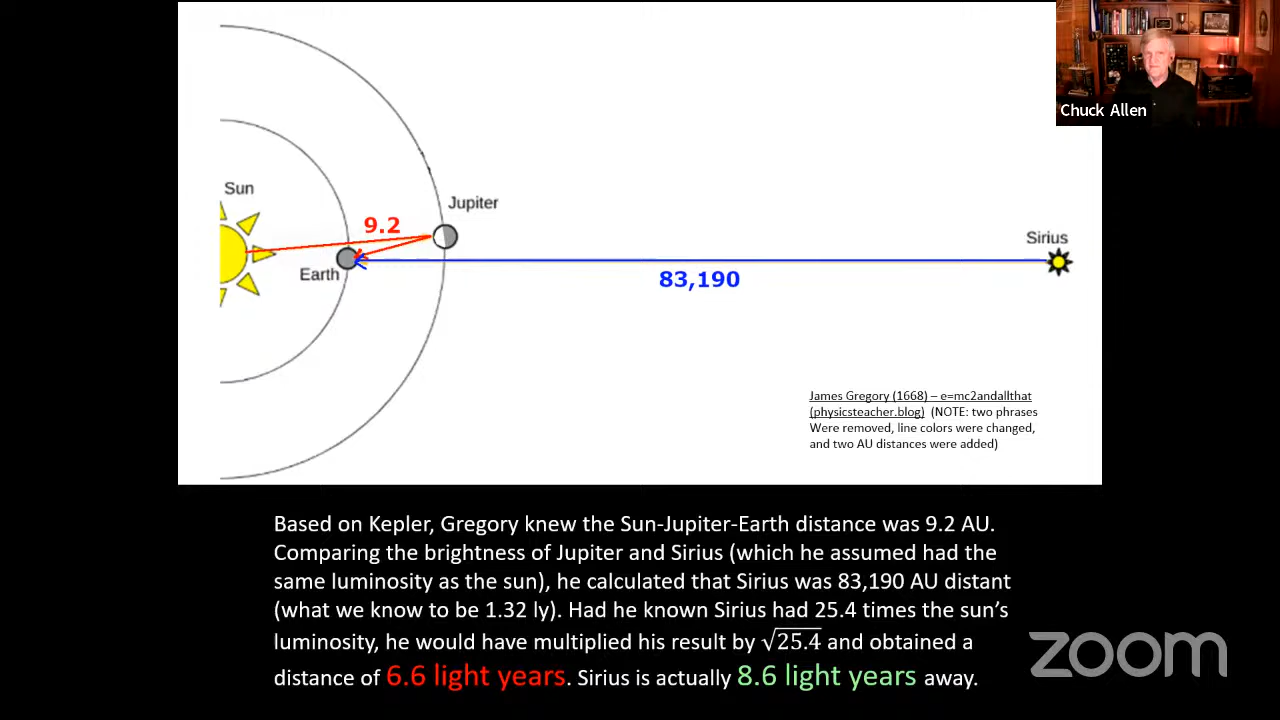 Chuck Allen
Sun
Jupiter
9.2
Earth
Sirius
83,190
James Gregory (1668) – e=mc2andallthat
(physicsteacher.blog) (NOTE: two phrases
Were removed, line colors were changed,
and two AU distances were added)
Based on Kepler, Gregory knew the Sun-Jupiter-Earth distance was 9.2 AU.
Comparing the brightness of Jupiter and Sirius (which he assumed had the
same luminosity as the sun), he calculated that Sirius was 83,190 AU distant
(what we know to be 1.32 ly). Had he known Sirius had 25.4 times the sun’s
luminosity, he would have multiplied his result by √25.4 and obtained a
distance of 6.6 light years. Sirius is actually 8.6 light years away.
zoom